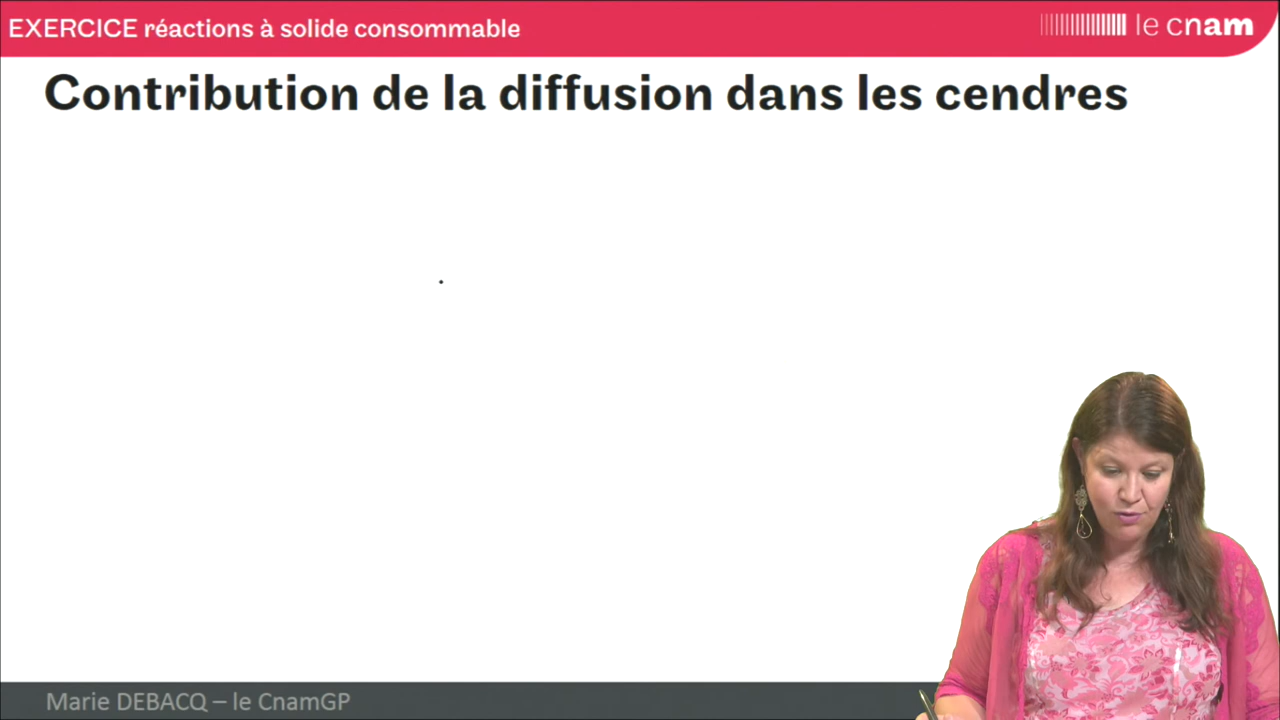 EXERCICE réactions à solide consommable
le cnam
Contribution de la diffusion dans les cendres
Marie DEBACQ – le CnamGP